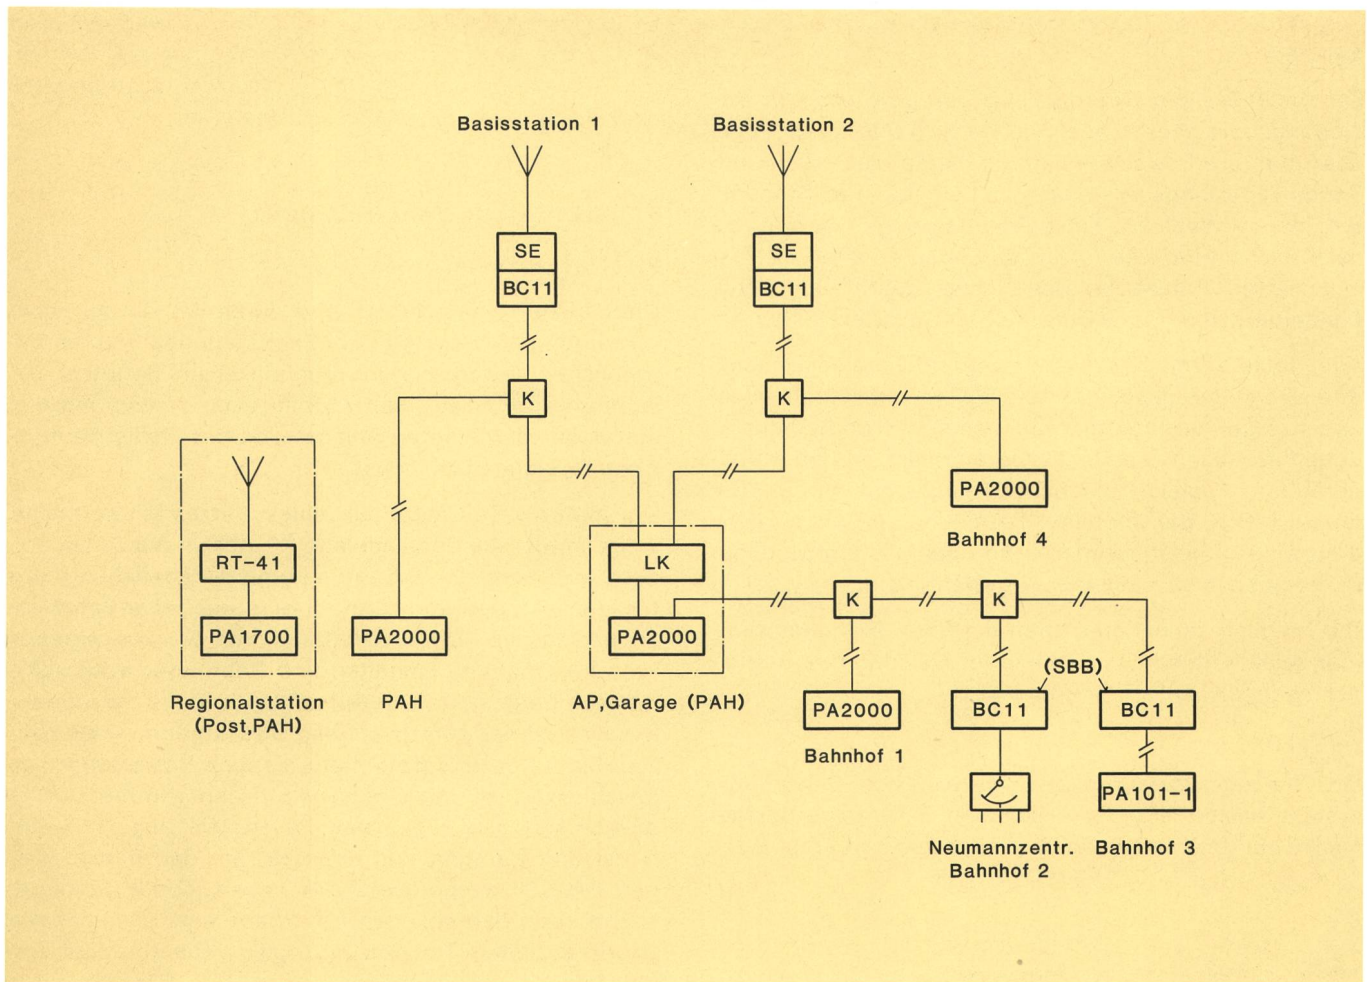 Basisstation 1
Basisstation 2
SE
BC11
SE
BC11
K
K
PA2000
Bahnhof 4
RT-41
PA1700
Regionalstation
(Post,PAH)
PA2000
PAH
LK
PA2000
AP,Garage (PAH)
K
K
PA2000
Bahnhof 1
(SBB)
BC11
BC11
Neumannzentr.
Bahnhof 2
PA101-1
Bahnhof 3